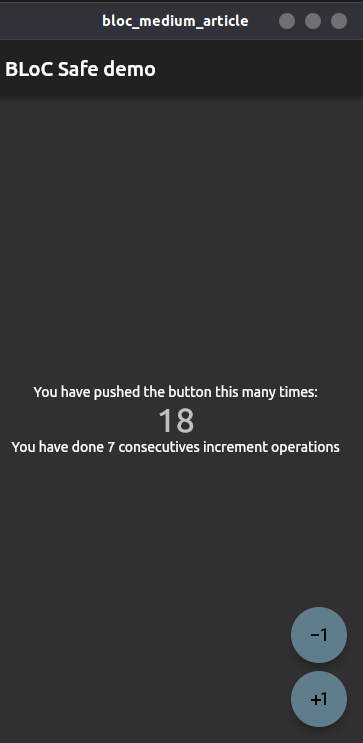 bloc_medium_article
BLoC Safe demo
You have pushed the button this many times:
18
You have done 7 consecutives increment operations
-1
+1